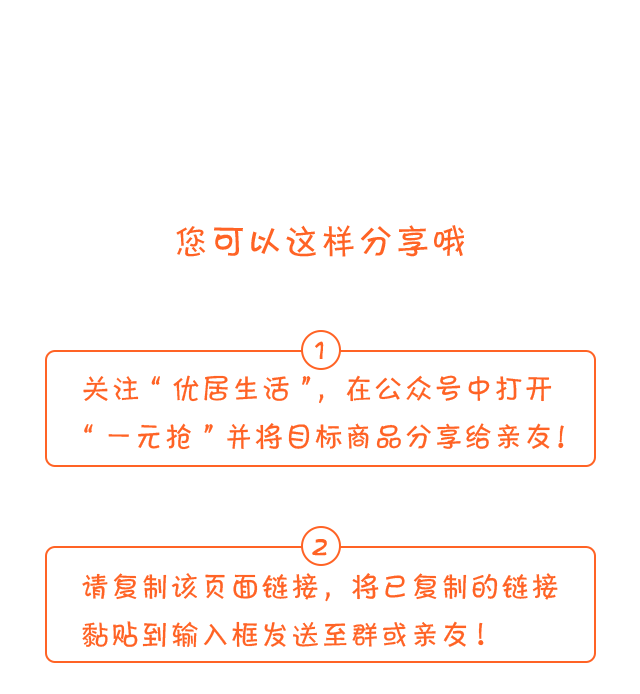 您可以这样分享哦
1
关注“优居生活”，在公众号中打开
“一元抢”并将目标商品分享给亲友！
2
请复制该页面链接，将已复制的链接
黏贴到输入框发送至群或亲友！